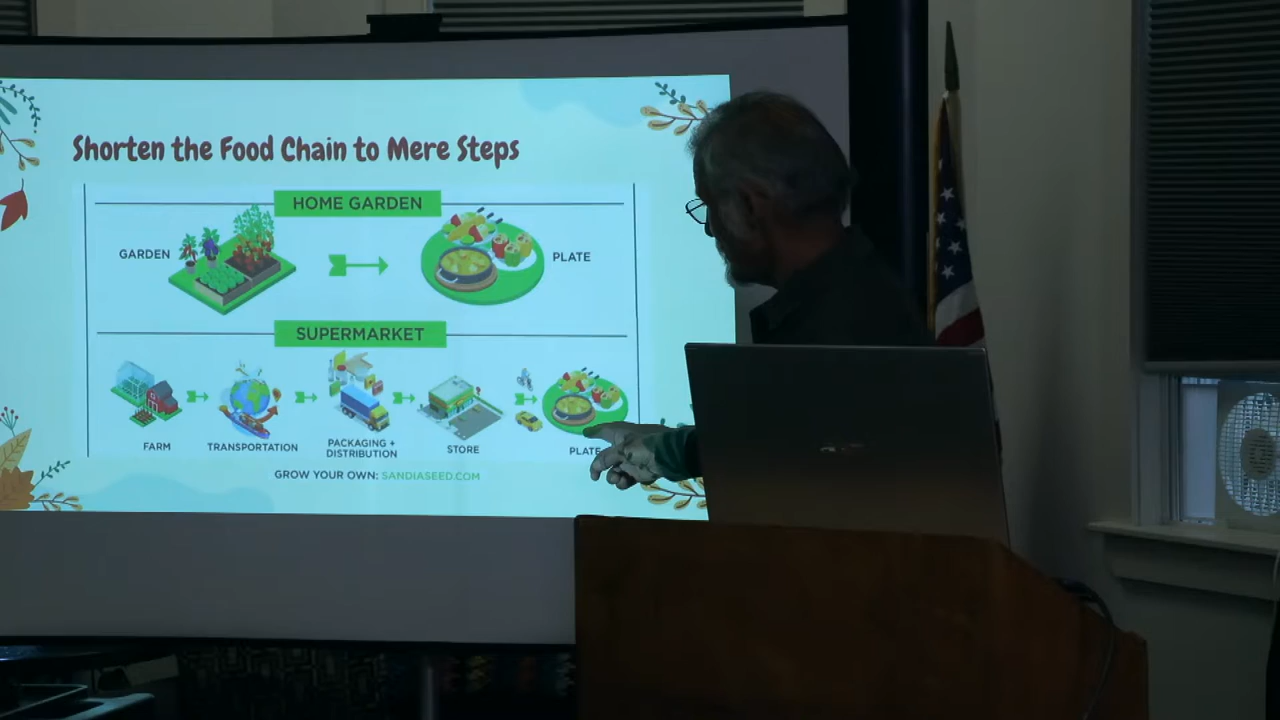 Shorten the Food Chain to Mere Steps
HOME GARDEN
GARDEN
PLATE
SUPERMARKET
FARM
TRANSPORTATION
PACKAGING +
DISTRIBUTION
STORE
PLATE
GROW YOUR OWN: SANDIASEED.COM